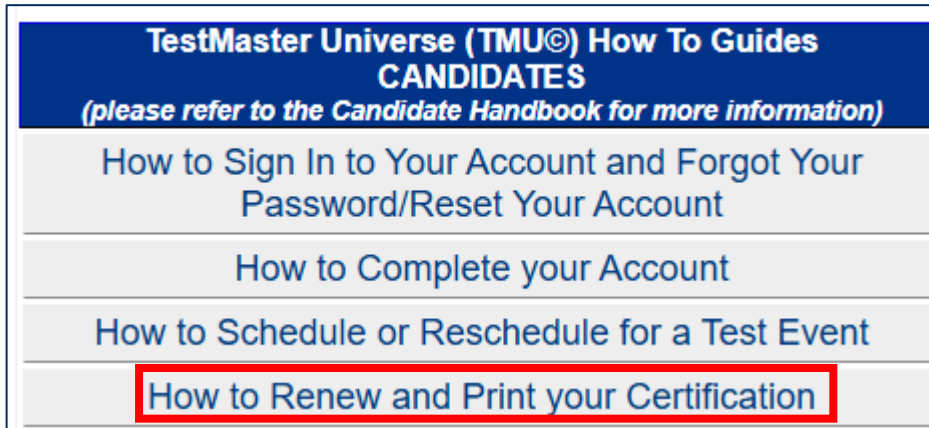 TestMaster Universe (TMU©) How To Guides
CANDIDATES
(please refer to the Candidate Handbook for more information)
How to Sign In to Your Account and Forgot Your
Password/Reset Your Account
How to Complete your Account
How to Schedule or Reschedule for a Test Event
How to Renew and Print your Certification